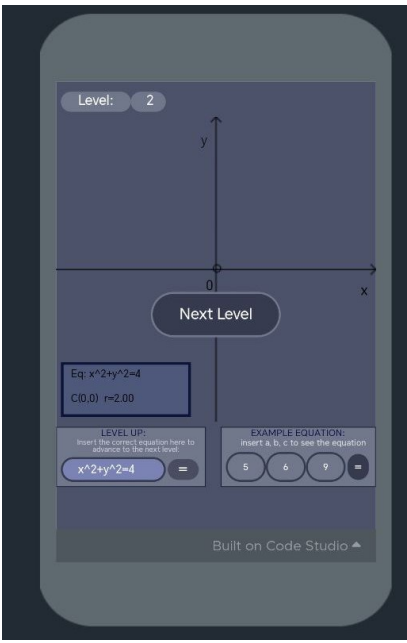 Level: 2
y
0
x
Next Level
Eq: x^2+y^2=4
C(0,0) r=2.00
LEVEL UP:
Insert the correct equation here to
advance to the next level:
x^2+y^2=4 =
EXAMPLE EQUATION:
insert a, b, c to see the equation
5 6 9 =
Built on Code Studio